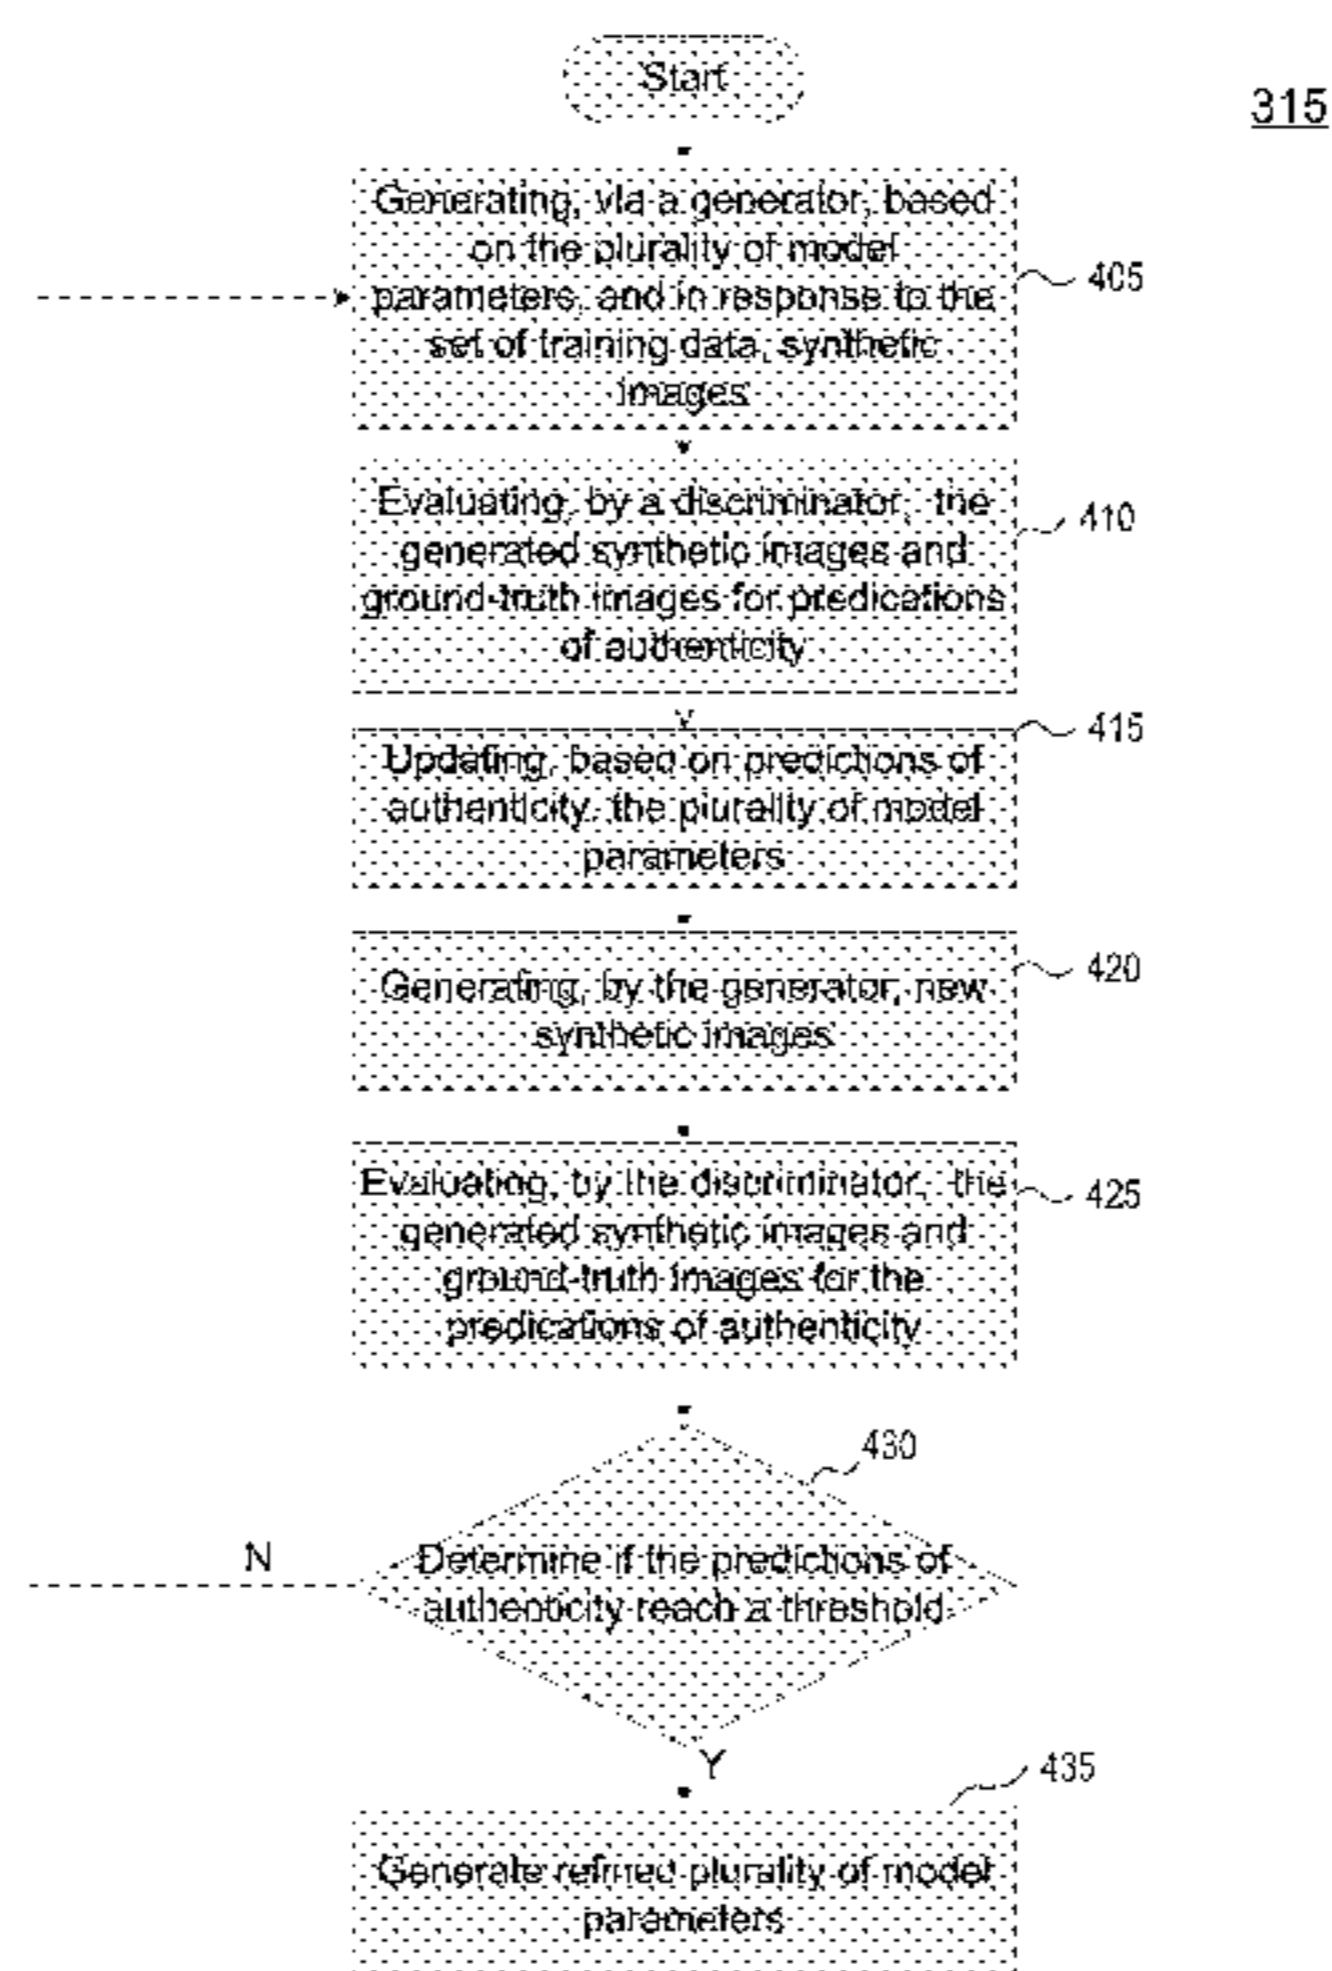 Start
315
Generating, via a generator, based
on the plurality of model
parameters, and in response to the
set of training data, synthetic
images
405
Evaluating, by a discriminator, the
generated synthetic images and
ground-truth images for predications
of authenticity
410
415
Updating, based on predictions of
authenticity, the plurality of model
parameters
Generating, by the generator, new
synthetic images
420
Evaluating, by the discriminator, the
generated synthetic images and
ground-truth images for the
predications of authenticity
425
430
N
Determine if the predictions of
authenticity reach a threshold
Y
435
Generate refined plurality of model
parameters